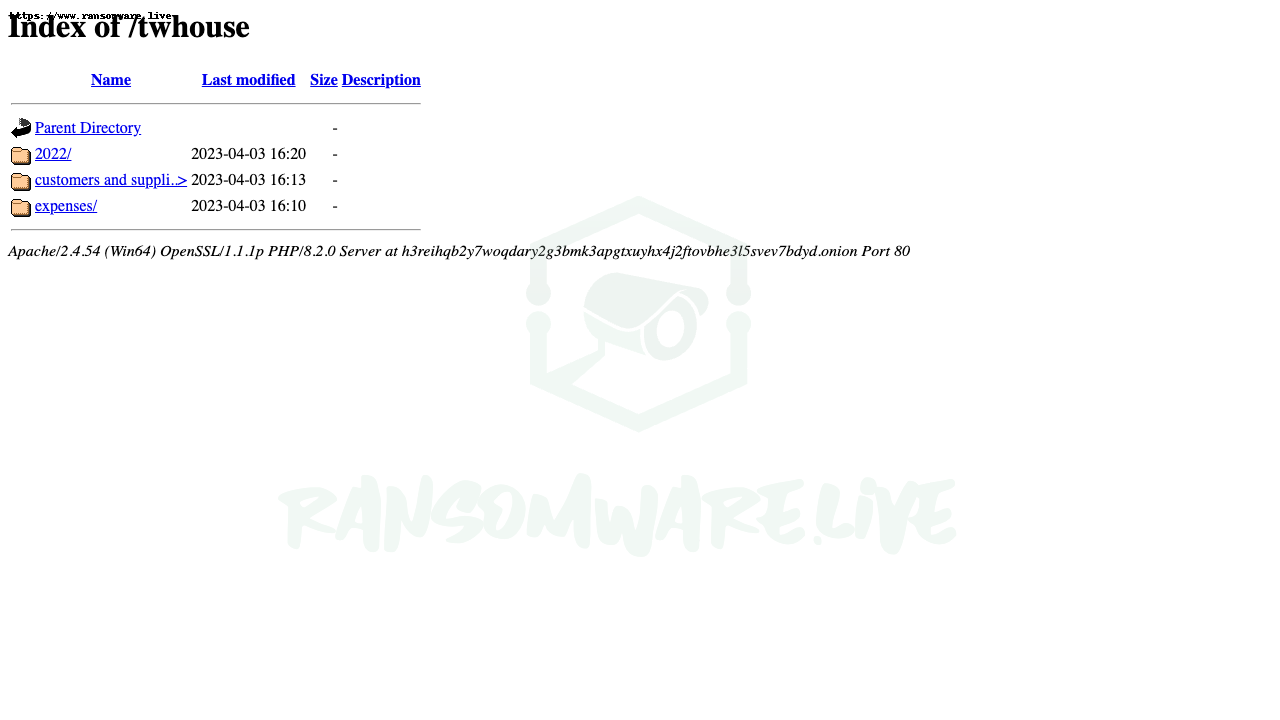 https://www.ransomware.live
Index of /twhouse
Name Last modified Size Description
Parent Directory -
2022/ 2023-04-03 16:20 -
customers and suppli..> 2023-04-03 16:13 -
expenses/ 2023-04-03 16:10 -
Apache/2.4.54 (Win64) OpenSSL/1.1.1p PHP/8.2.0 Server at h3reihqb2y7woqdary2g3bmk3apgtxuyhx4j2ftovbhe3l5svev7bdyd.onion Port 80
RANSOMWARE.LIVE